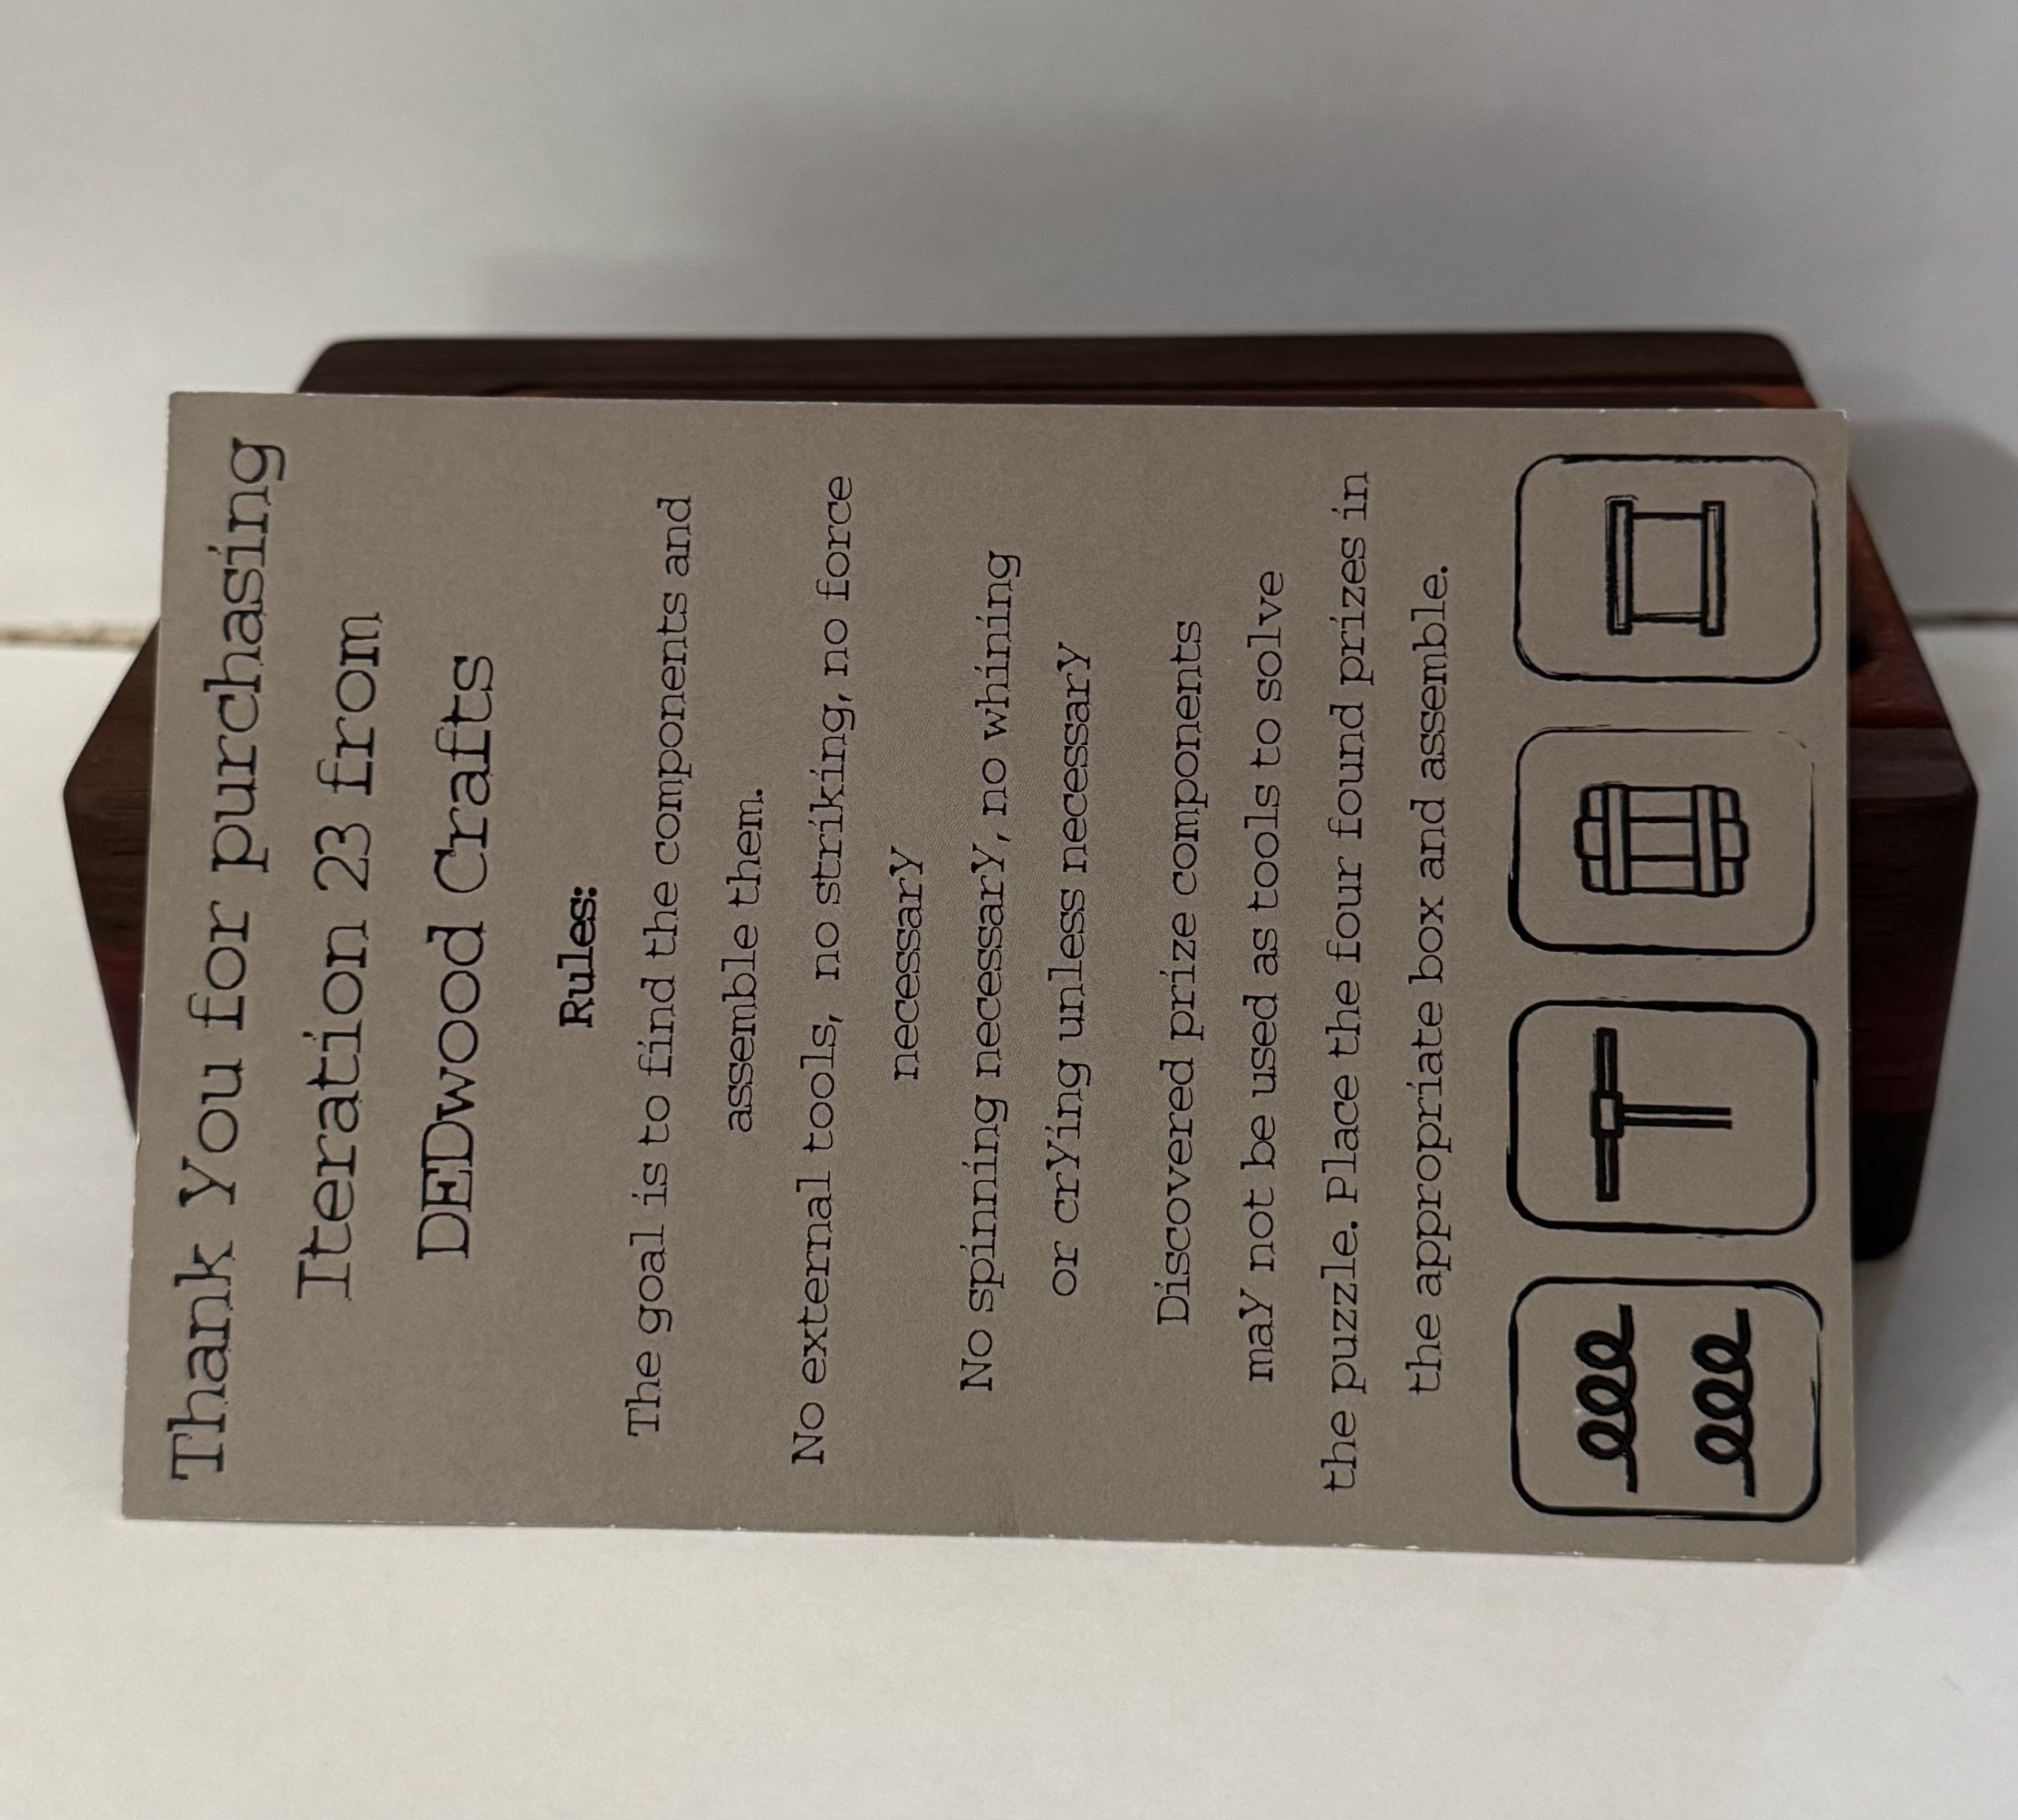 Thank You for purchasing
Iteration 23 from
DEDwood Crafts
Rules:
The goal is to find the components and
assemble them.
No external tools, no striking, no force
necessary
No spinning necessary, no whining
or crying unless necessary
Discovered prize components
may not be used as tools to solve
the puzzle. Place the four found prizes in
the appropriate box and assemble.